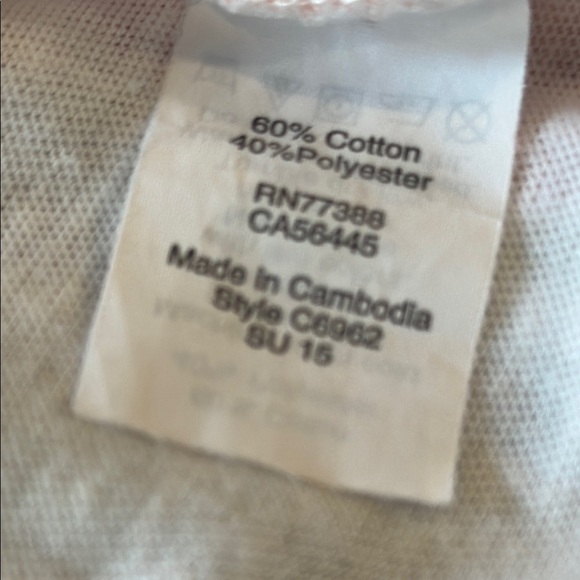 60% Cotton
40%Polyester
RN77388
CA56445
Made in Cambodia
Style C6962
SU 15